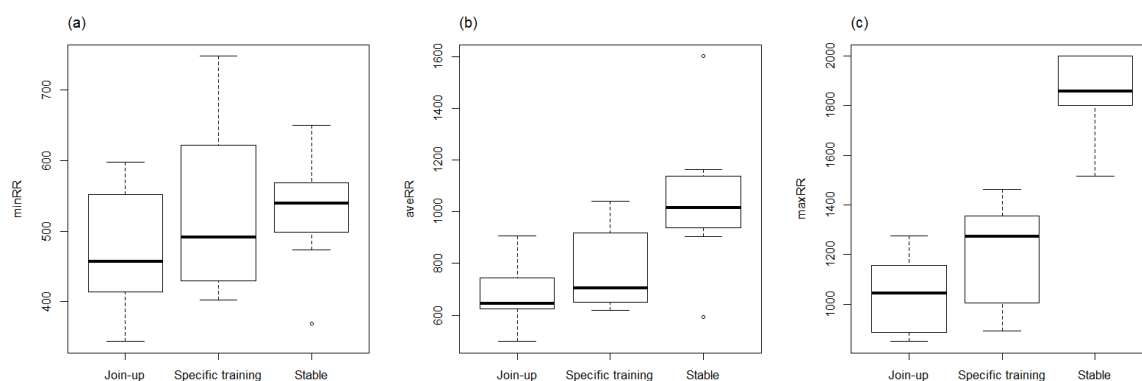 (a)
minRR
700
600
500
400
Join-up Specific training Stable
(b)
aveRR
1600
1400
1200
1000
800
600
Join-up Specific training Stable
(c)
maxRR
2000
1800
1600
1400
1200
1000
Join-up Specific training Stable